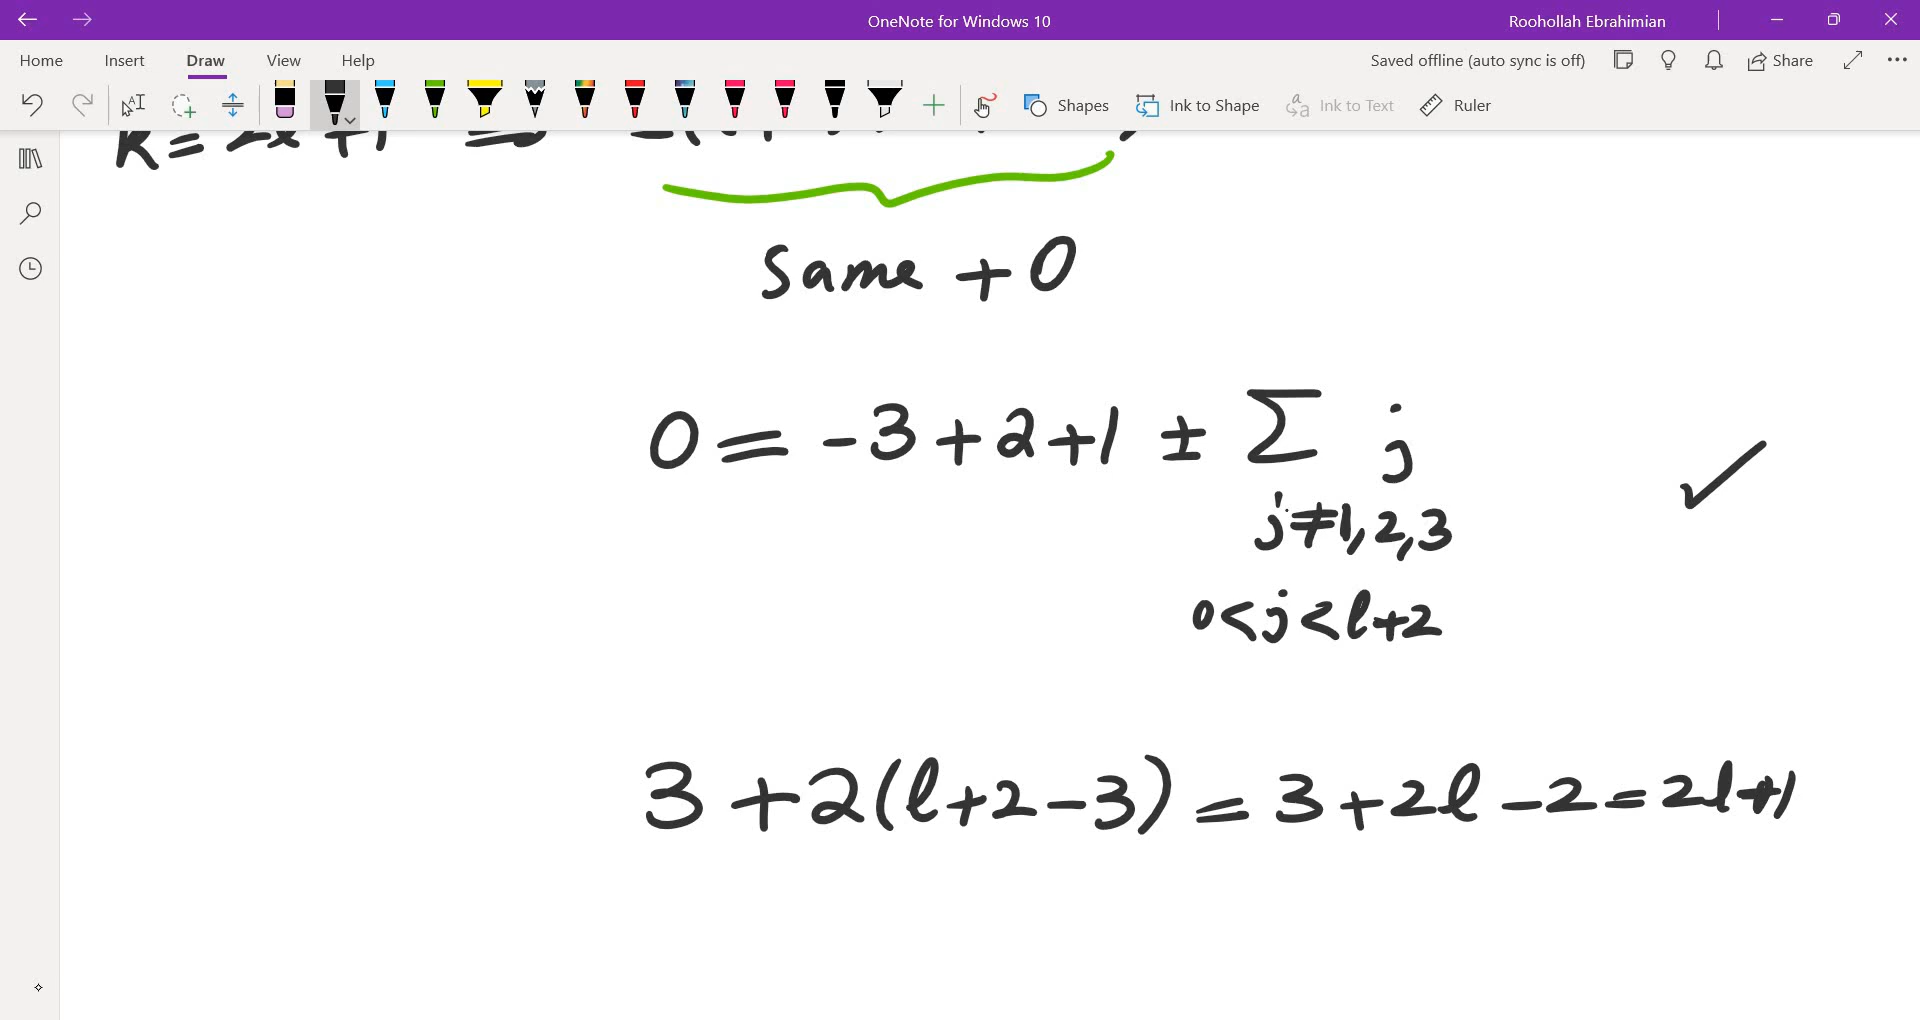 OneNote for Windows 10
Roohollah Ebrahimian
Home Insert Draw View Help
Saved offline (auto sync is off) Share
Shapes Ink to Shape Ink to Text Ruler
K = 2l + 1
Same + 0
0 = -3 + 2 + 1 ± Σ j
j ≠ 1, 2, 3
0 < j < l + 2
3 + 2(l + 2 - 3) = 3 + 2l - 2 = 2l + 1